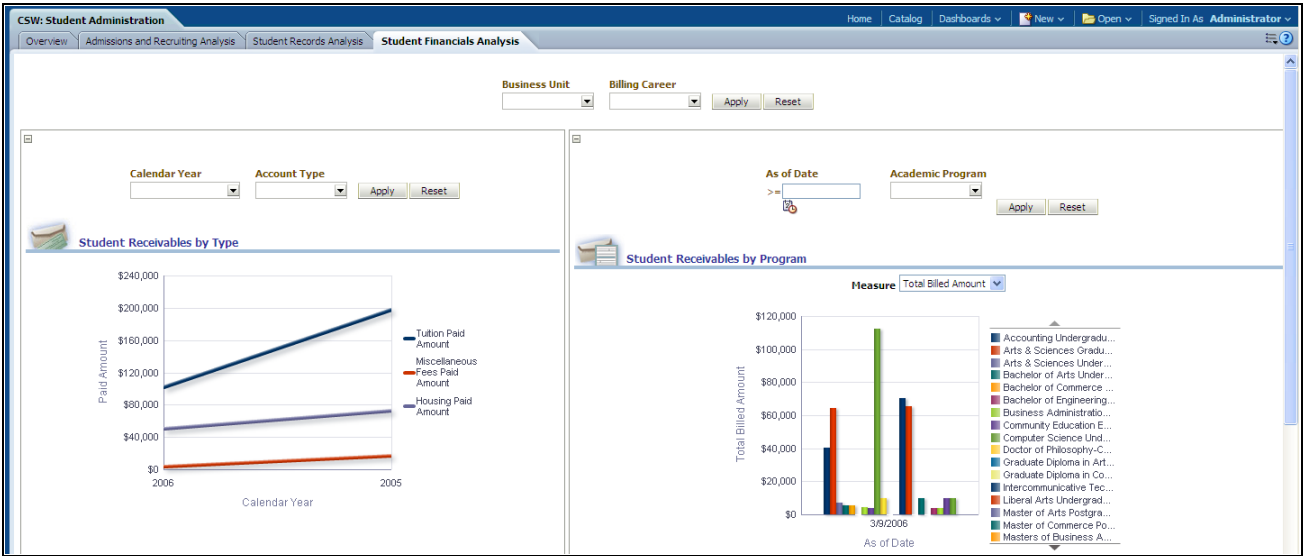 CSW: Student Administration
Home Catalog Dashboards New Open Signed In As Administrator
Overview Admissions and Recruiting Analysis Student Records Analysis Student Financials Analysis
Business Unit Billing Career
Apply Reset
Calendar Year Account Type
Apply Reset
Student Receivables by Type
$240,000
$200,000
$160,000
$120,000
$80,000
$40,000
$0
Paid Amount
2006 2005
Calendar Year
Tuition Paid
Amount
Miscellaneous
Fees Paid
Amount
Housing Paid
Amount
As of Date Academic Program
>=
Apply Reset
Student Receivables by Program
Measure Total Billed Amount
$120,000
$100,000
$80,000
$60,000
$40,000
$20,000
$0
Total Billed Amount
3/9/2006
As of Date
Accounting Undergradu...
Arts & Sciences Gradu...
Arts & Sciences Under...
Bachelor of Arts Under...
Bachelor of Commerce ...
Bachelor of Engineering...
Business Administratio...
Community Education E...
Computer Science Und...
Doctor of Philosophy-C...
Graduate Diploma in Art...
Graduate Diploma in Co...
Intercommunicative Tec...
Liberal Arts Undergrad...
Master of Arts Postgra...
Master of Commerce Po...
Masters of Business A...